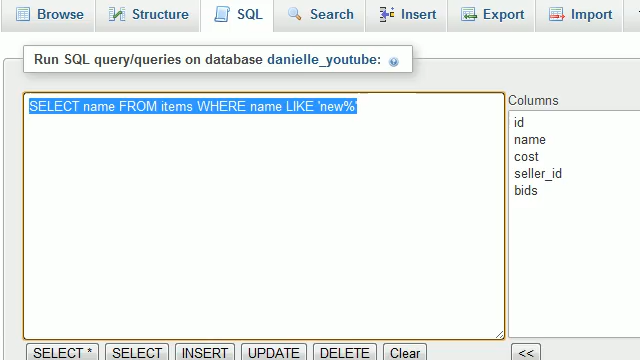 Browse Structure SQL Search Insert Export Import
Run SQL query/queries on database danielle_youtube:
SELECT name FROM items WHERE name LIKE 'new%'
Columns
id
name
cost
seller_id
bids
SELECT * SELECT INSERT UPDATE DELETE Clear <<